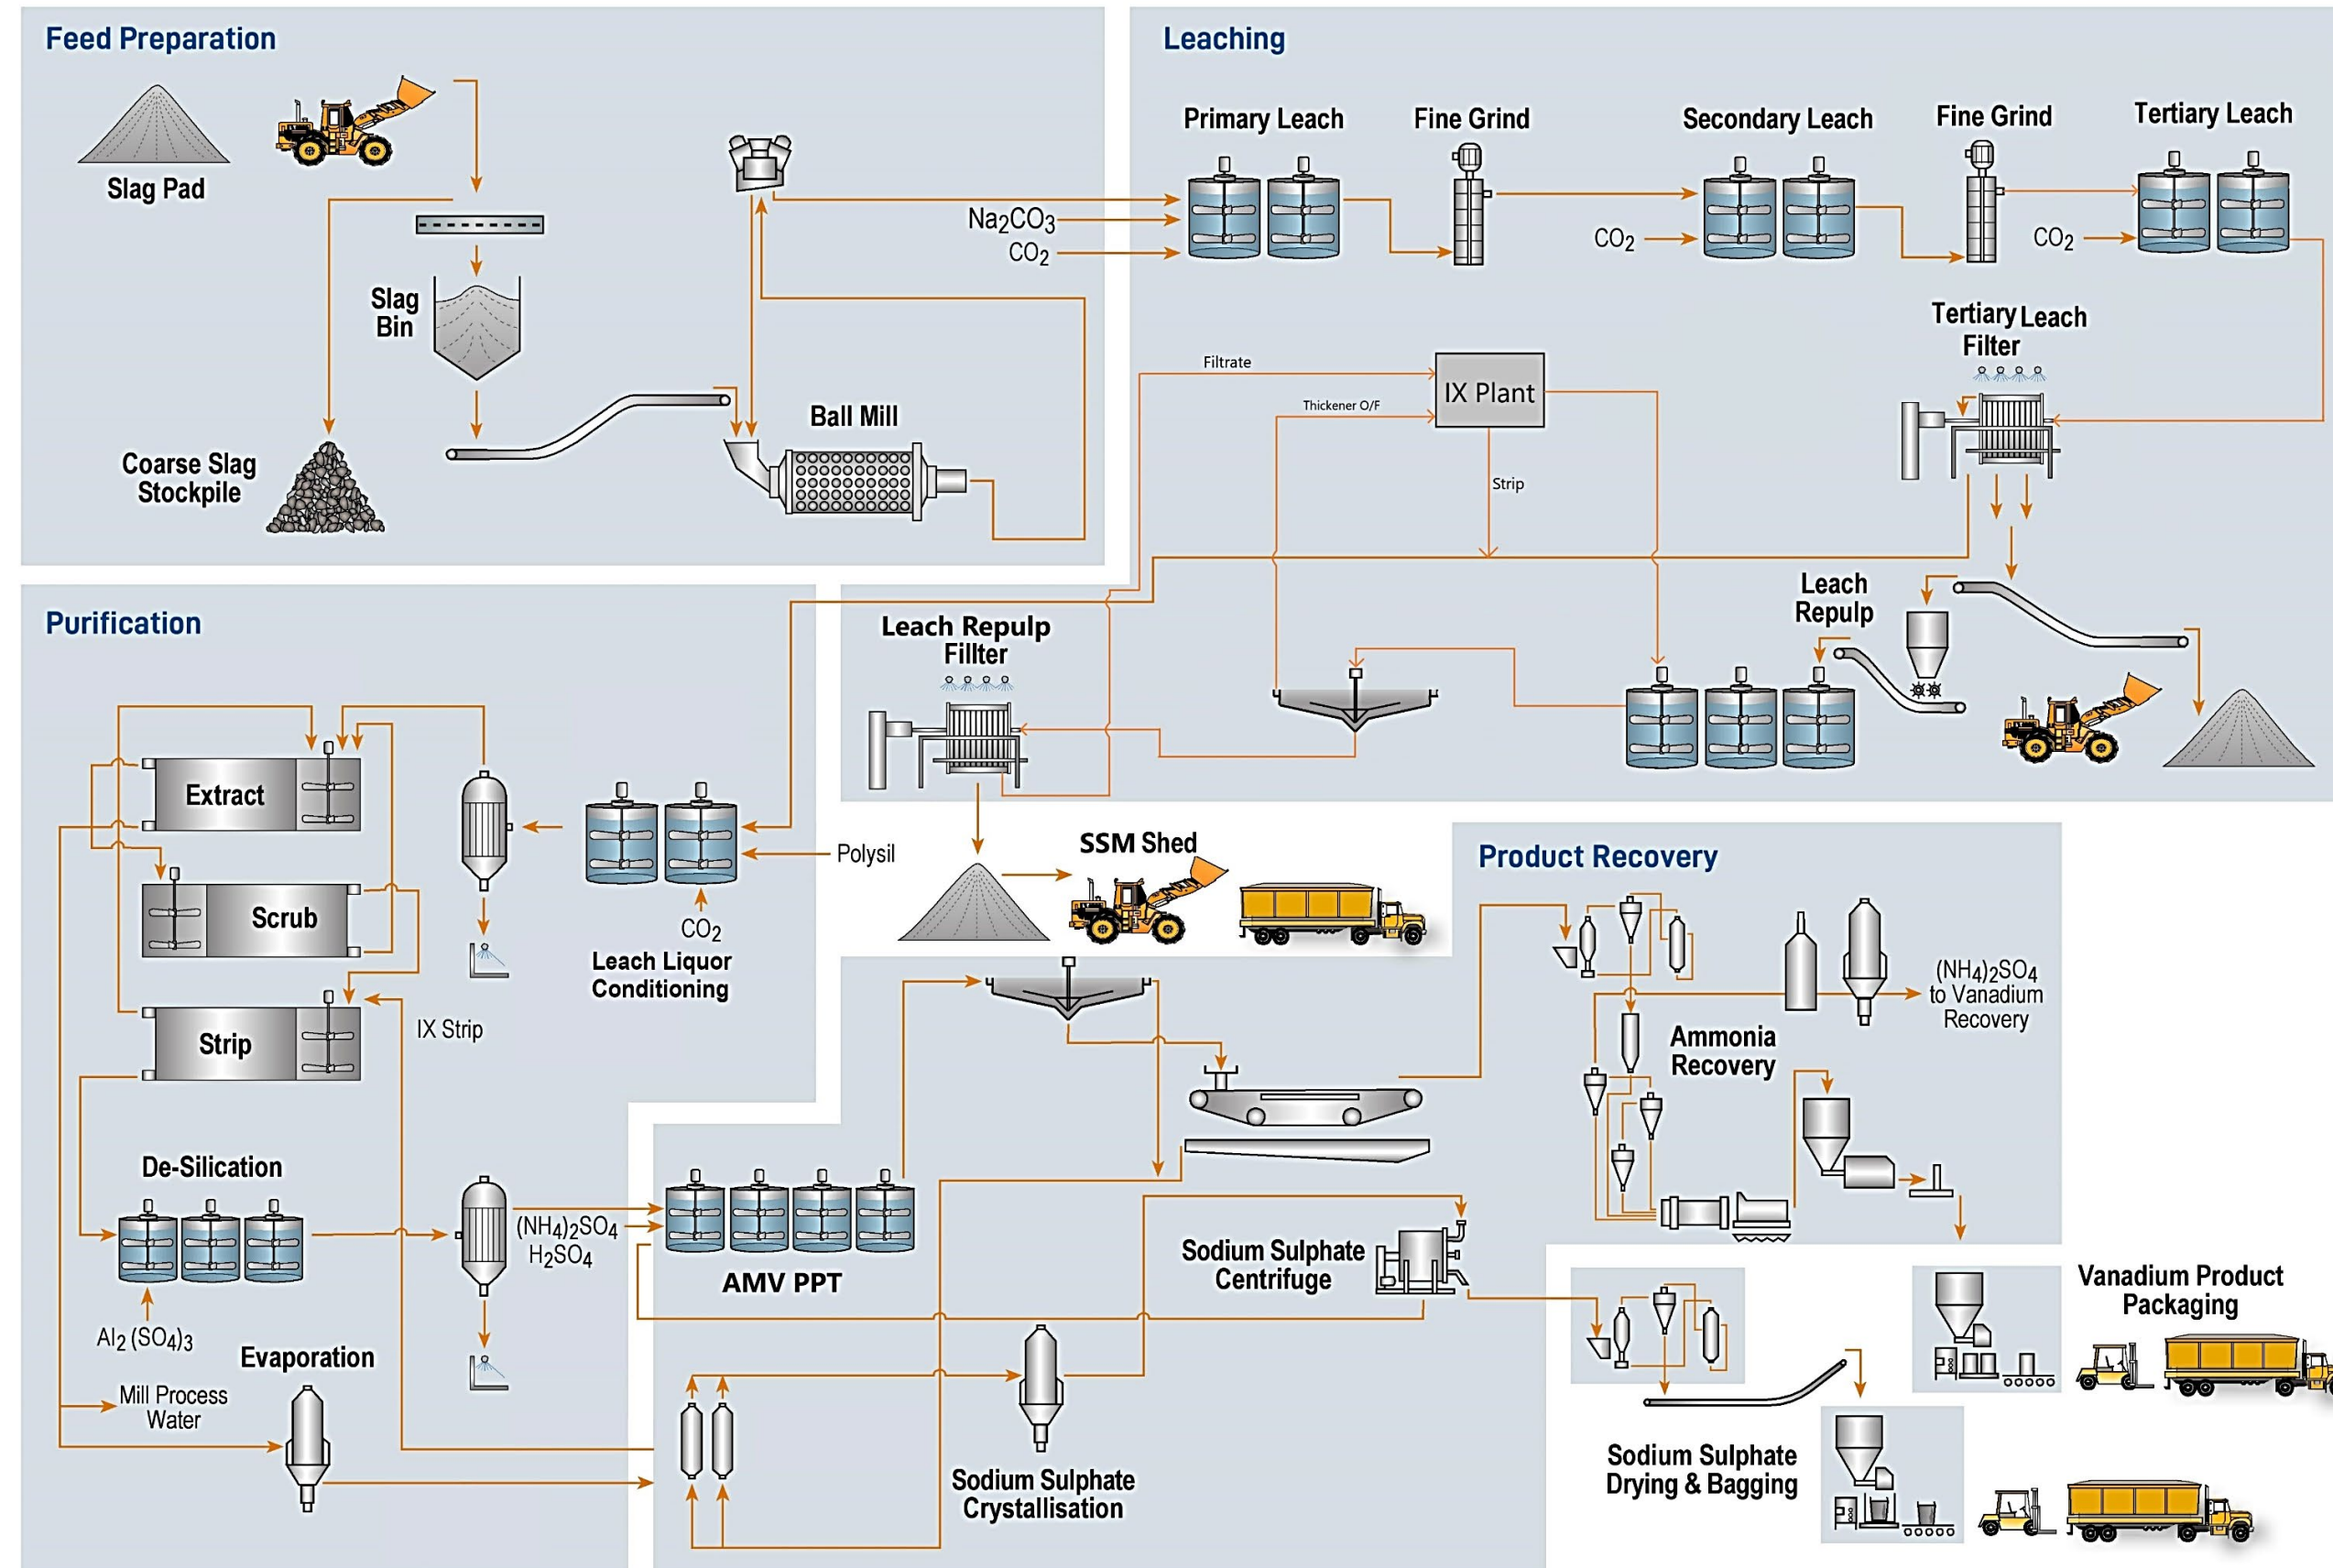 Feed Preparation
Slag Pad
Slag
Bin
Coarse Slag
Stockpile
Ball Mill
Leaching
Primary Leach
Fine Grind
Secondary Leach
Fine Grind
Tertiary Leach
Na2CO3
CO2
CO2
CO2
Tertiary Leach
Filter
Filtrate
Thickener O/F
IX Plant
Strip
Leach
Repulp
Leach Repulp
Fillter
Purification
Extract
Scrub
Strip
IX Strip
Polysil
CO2
Leach Liquor
Conditioning
De-Silication
Al2 (SO4)3
(NH4)2SO4
H2SO4
Evaporation
Mill Process
Water
SSM Shed
Product Recovery
(NH4)2SO4
to Vanadium
Recovery
Ammonia
Recovery
AMV PPT
Sodium Sulphate
Centrifuge
Sodium Sulphate
Crystallisation
Vanadium Product
Packaging
Sodium Sulphate
Drying & Bagging